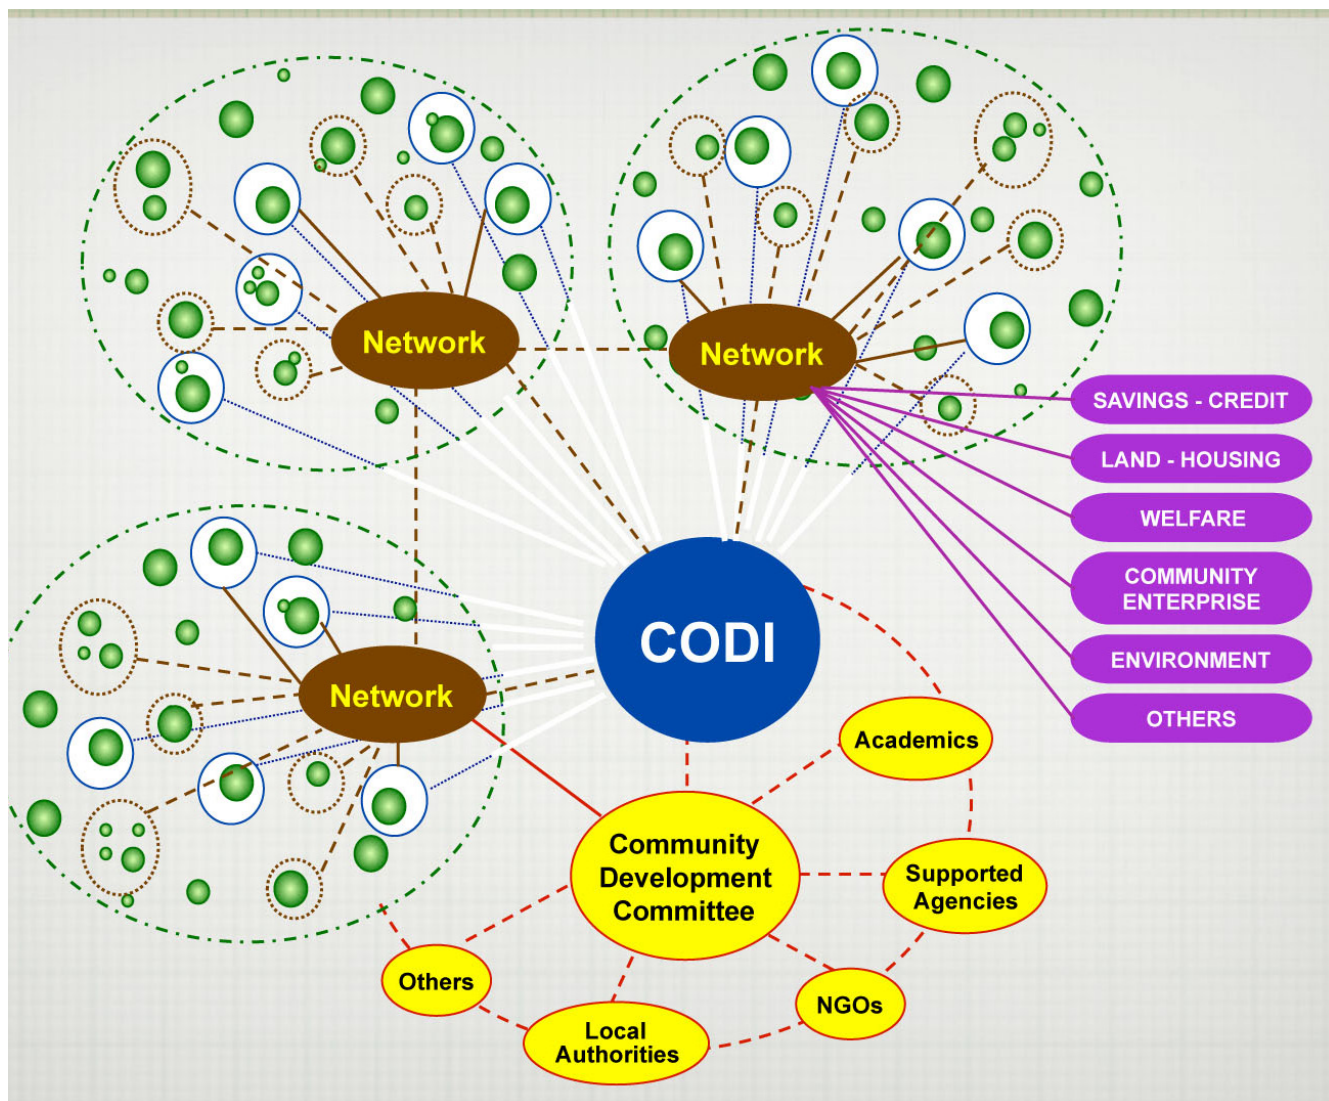 Network
Network
SAVINGS - CREDIT
LAND - HOUSING
WELFARE
COMMUNITY
ENTERPRISE
ENVIRONMENT
OTHERS
CODI
Network
Academics
Community
Development
Committee
Supported
Agencies
Others
NGOs
Local
Authorities